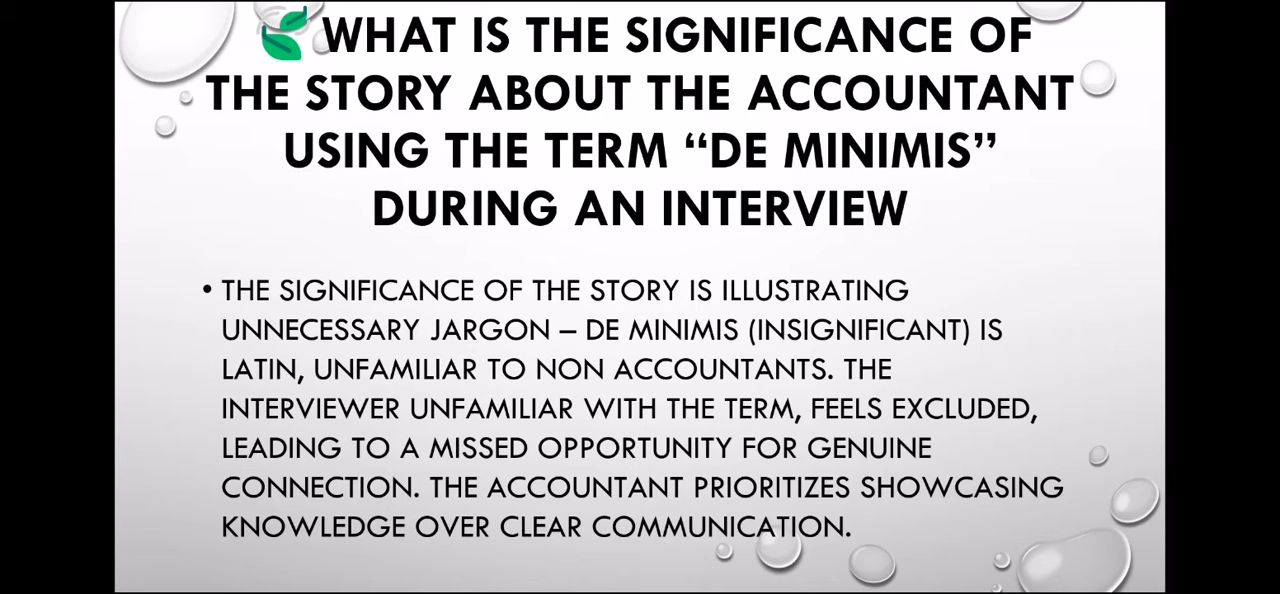 WHAT IS THE SIGNIFICANCE OF
THE STORY ABOUT THE ACCOUNTANT
USING THE TERM “DE MINIMIS”
DURING AN INTERVIEW
• THE SIGNIFICANCE OF THE STORY IS ILLUSTRATING
UNNECESSARY JARGON – DE MINIMIS (INSIGNIFICANT) IS
LATIN, UNFAMILIAR TO NON ACCOUNTANTS. THE
INTERVIEWER UNFAMILIAR WITH THE TERM, FEELS EXCLUDED,
LEADING TO A MISSED OPPORTUNITY FOR GENUINE
CONNECTION. THE ACCOUNTANT PRIORITIZES SHOWCASING
KNOWLEDGE OVER CLEAR COMMUNICATION.